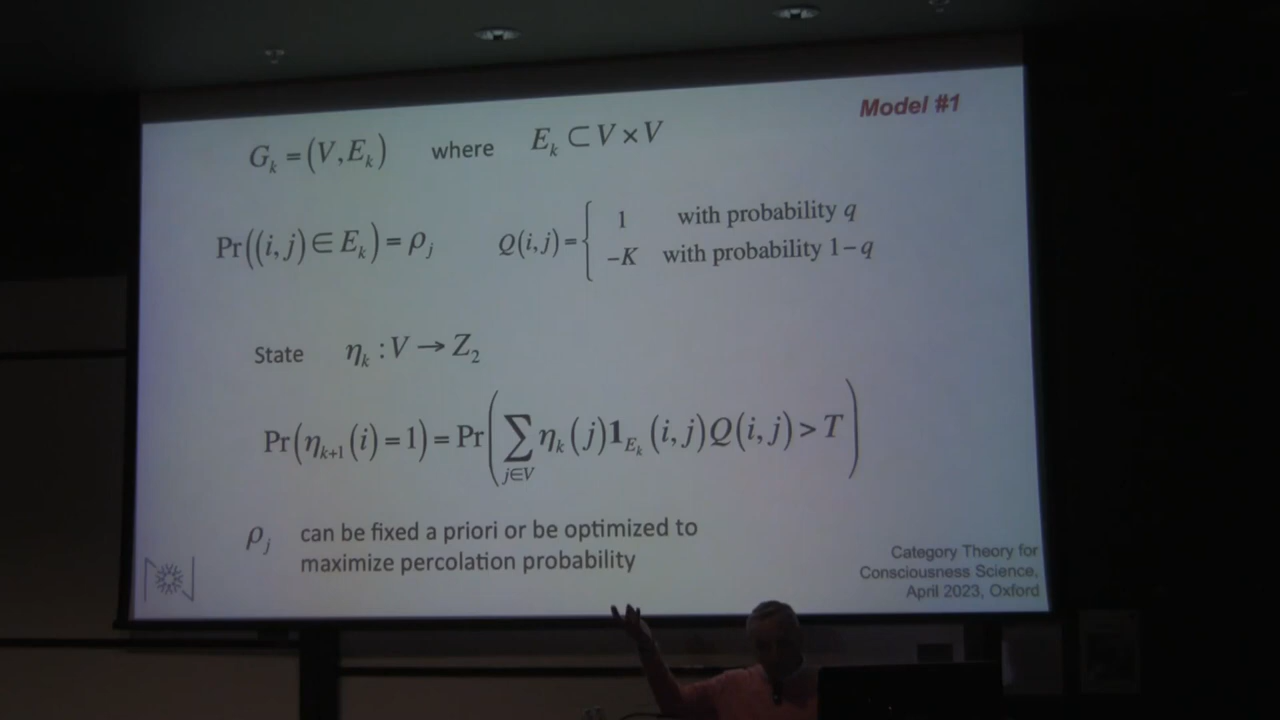 Model #1
G_k = (V, E_k) where E_k ⊂ V × V
Pr((i, j) ∈ E_k) = ρ_j Q(i, j) = { 1 with probability q
−K with probability 1 − q
State η_k : V → Z_2
Pr(η_{k+1}(i) = 1) = Pr( ∑_{j∈V} η_k(j) 1_{E_k}(i, j) Q(i, j) > T )
ρ_j can be fixed a priori or be optimized to
maximize percolation probability
Category Theory for
Consciousness Science,
April 2023, Oxford